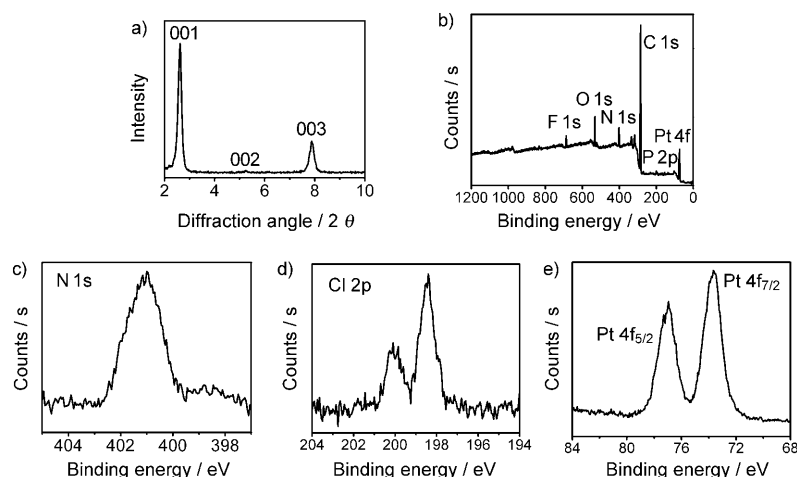 a)
001
002
003
Intensity
2 4 6 8 10
Diffraction angle / 2 θ
b)
C 1s
O 1s
N 1s
F 1s
Pt 4f
P 2p
Counts / s
1200 1000 800 600 400 200 0
Binding energy / eV
c)
N 1s
Counts / s
404 402 400 398
Binding energy / eV
d)
Cl 2p
Counts / s
204 202 200 198 196 194
Binding energy / eV
e)
Pt 4f7/2
Pt 4f5/2
Counts / s
84 80 76 72 68
Binding energy / eV